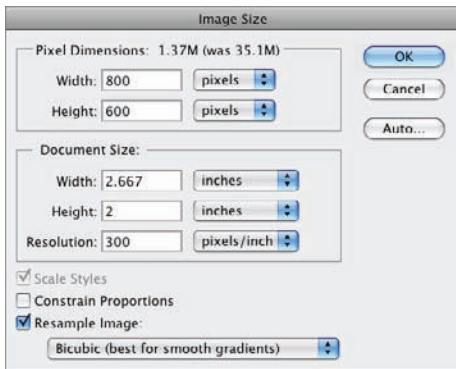 Image Size
Pixel Dimensions: 1.37M (was 35.1M)
Width: 800 pixels
Height: 600 pixels
OK
Cancel
Auto...
Document Size:
Width: 2.667 inches
Height: 2 inches
Resolution: 300 pixels/inch
Scale Styles
Constrain Proportions
Resample Image:
Bicubic (best for smooth gradients)